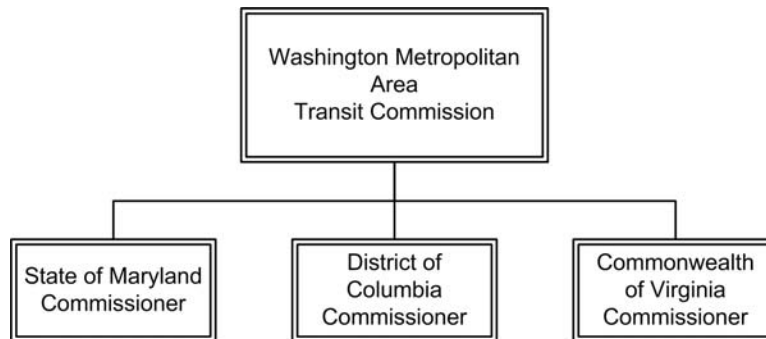 Washington Metropolitan
Area
Transit Commission
State of Maryland
Commissioner
District of
Columbia
Commissioner
Commonwealth
of Virginia
Commissioner